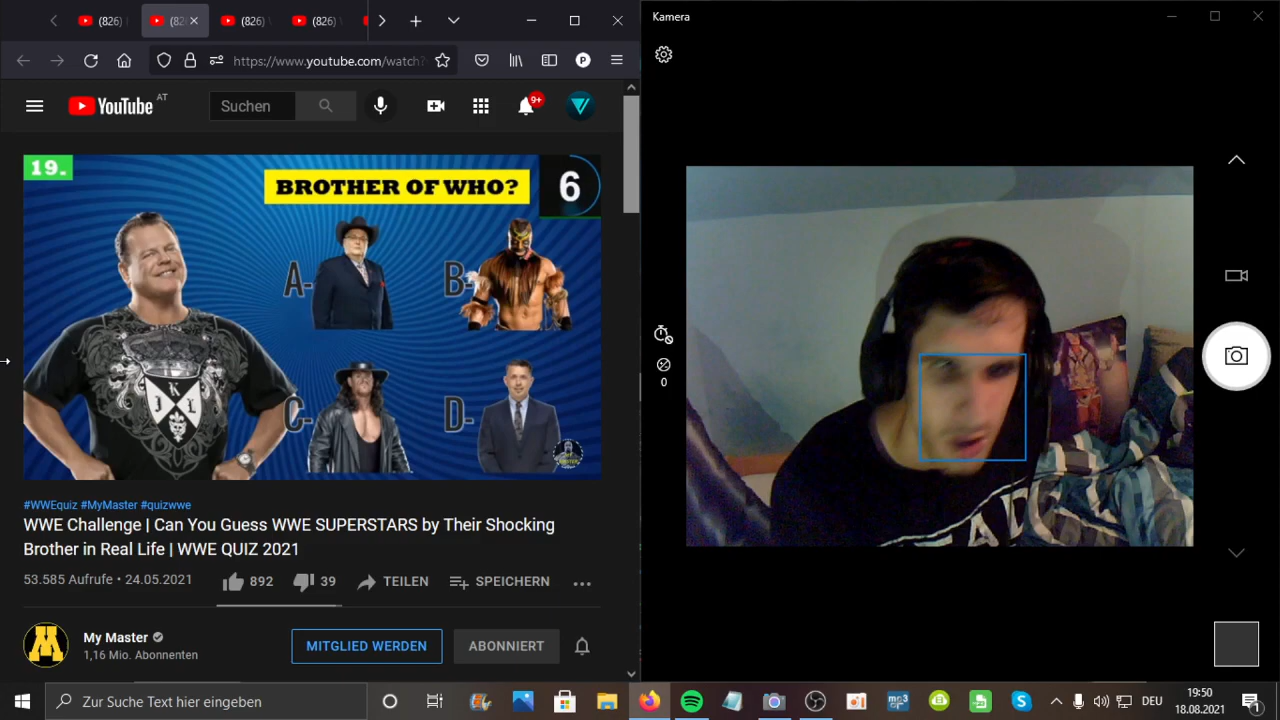 (826)
(82
(826)
(826)
https://www.youtube.com/watch?
P
YouTube AT
Suchen
9+
19.
BROTHER OF WHO?
6
A-
B-
C-
D-
K
J L
#WWEquiz #MyMaster #quizwwe
WWE Challenge | Can You Guess WWE SUPERSTARS by Their Shocking
Brother in Real Life | WWE QUIZ 2021
53.585 Aufrufe • 24.05.2021
892
39
TEILEN
SPEICHERN
My Master
1,16 Mio. Abonnenten
MITGLIED WERDEN
ABONNIERT
Kamera
0
Zur Suche Text hier eingeben
mp3
DEU
19:50
18.08.2021
1